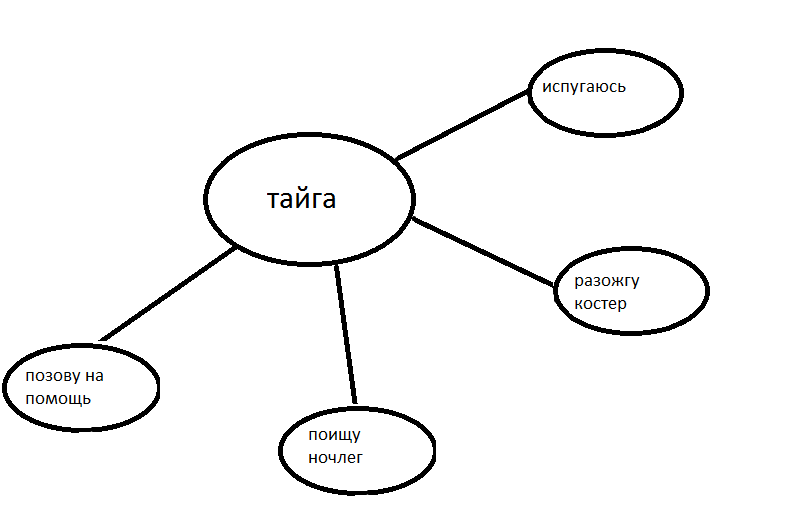 испугаюсь
тайга
разожгу
костер
позову на
помощь
поищу
ночлег